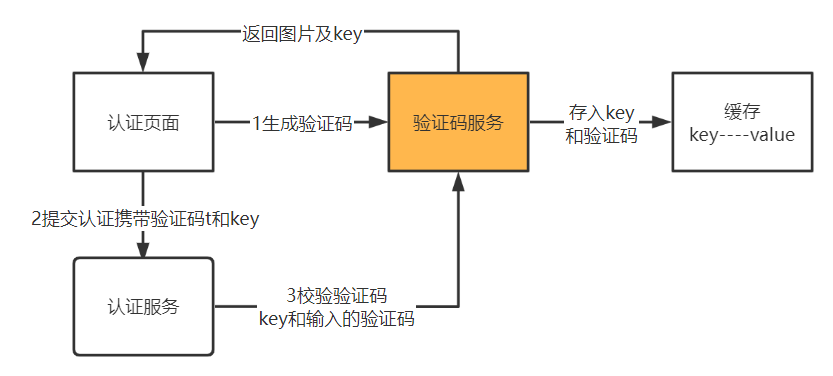 返回图片及key
认证页面
1生成验证码
验证码服务
存入key
和验证码
缓存
key----value
2提交认证携带验证码t和key
认证服务
3校验验证码
key和输入的验证码